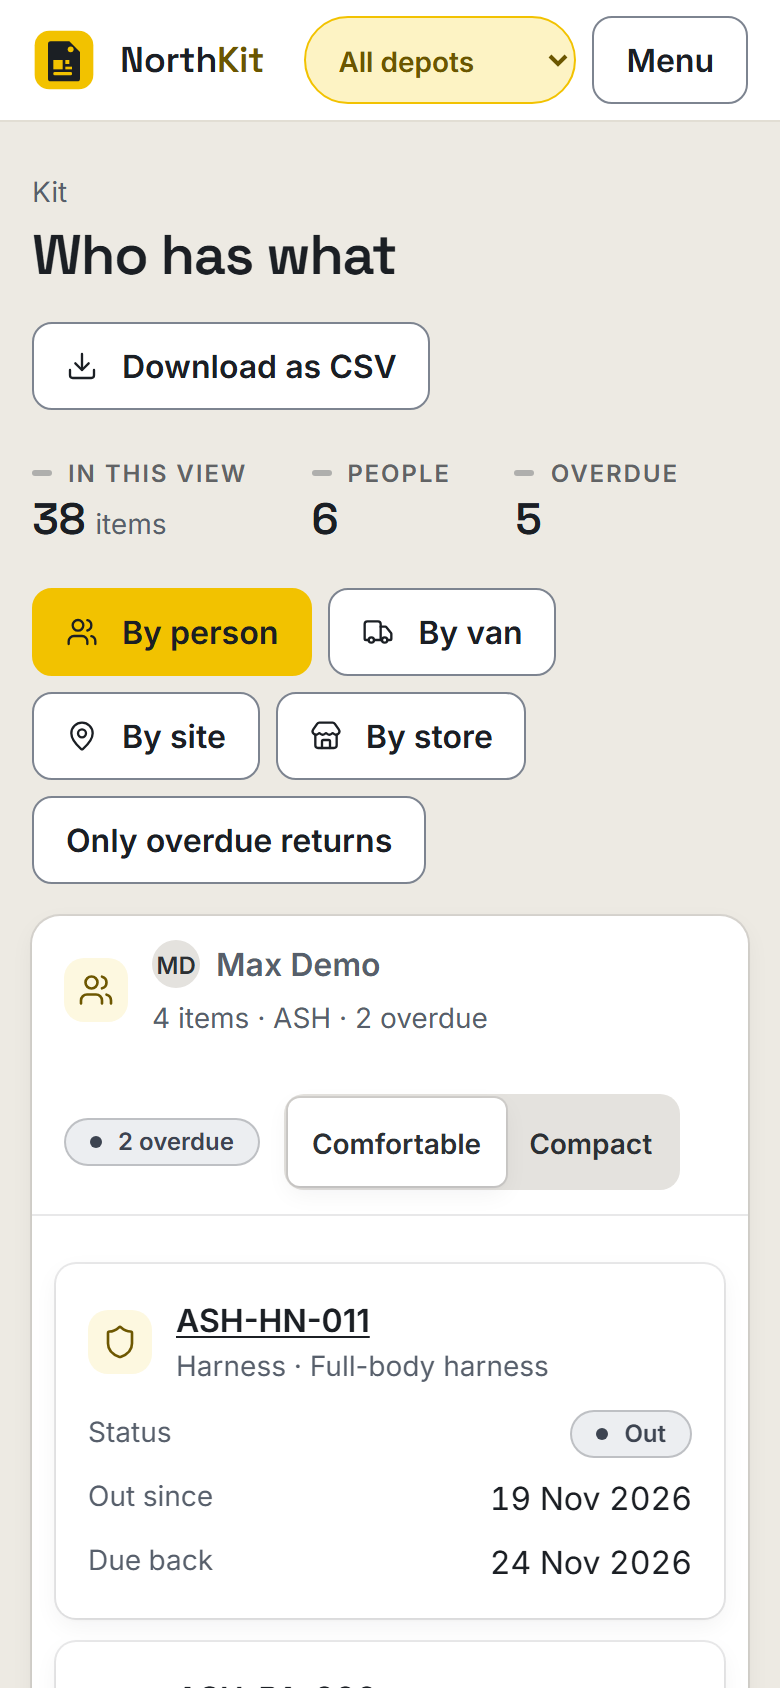 NorthKit
All depots
Menu
Kit
Who has what
Download as CSV
IN THIS VIEW
38 items
PEOPLE
6
OVERDUE
5
By person
By van
By site
By store
Only overdue returns
MD Max Demo
4 items · ASH · 2 overdue
2 overdue
Comfortable
Compact
ASH-HN-011
Harness · Full-body harness
Status
Out
Out since
19 Nov 2026
Due back
24 Nov 2026